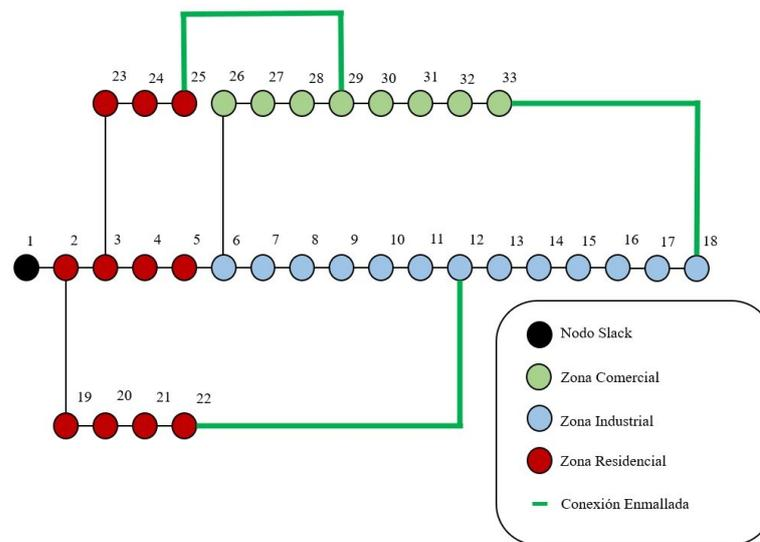 23 24 25 26 27 28 29 30 31 32 33
1 2 3 4 5 6 7 8 9 10 11 12 13 14 15 16 17 18
19 20 21 22
Nodo Slack
Zona Comercial
Zona Industrial
Zona Residencial
Conexión Enmallada